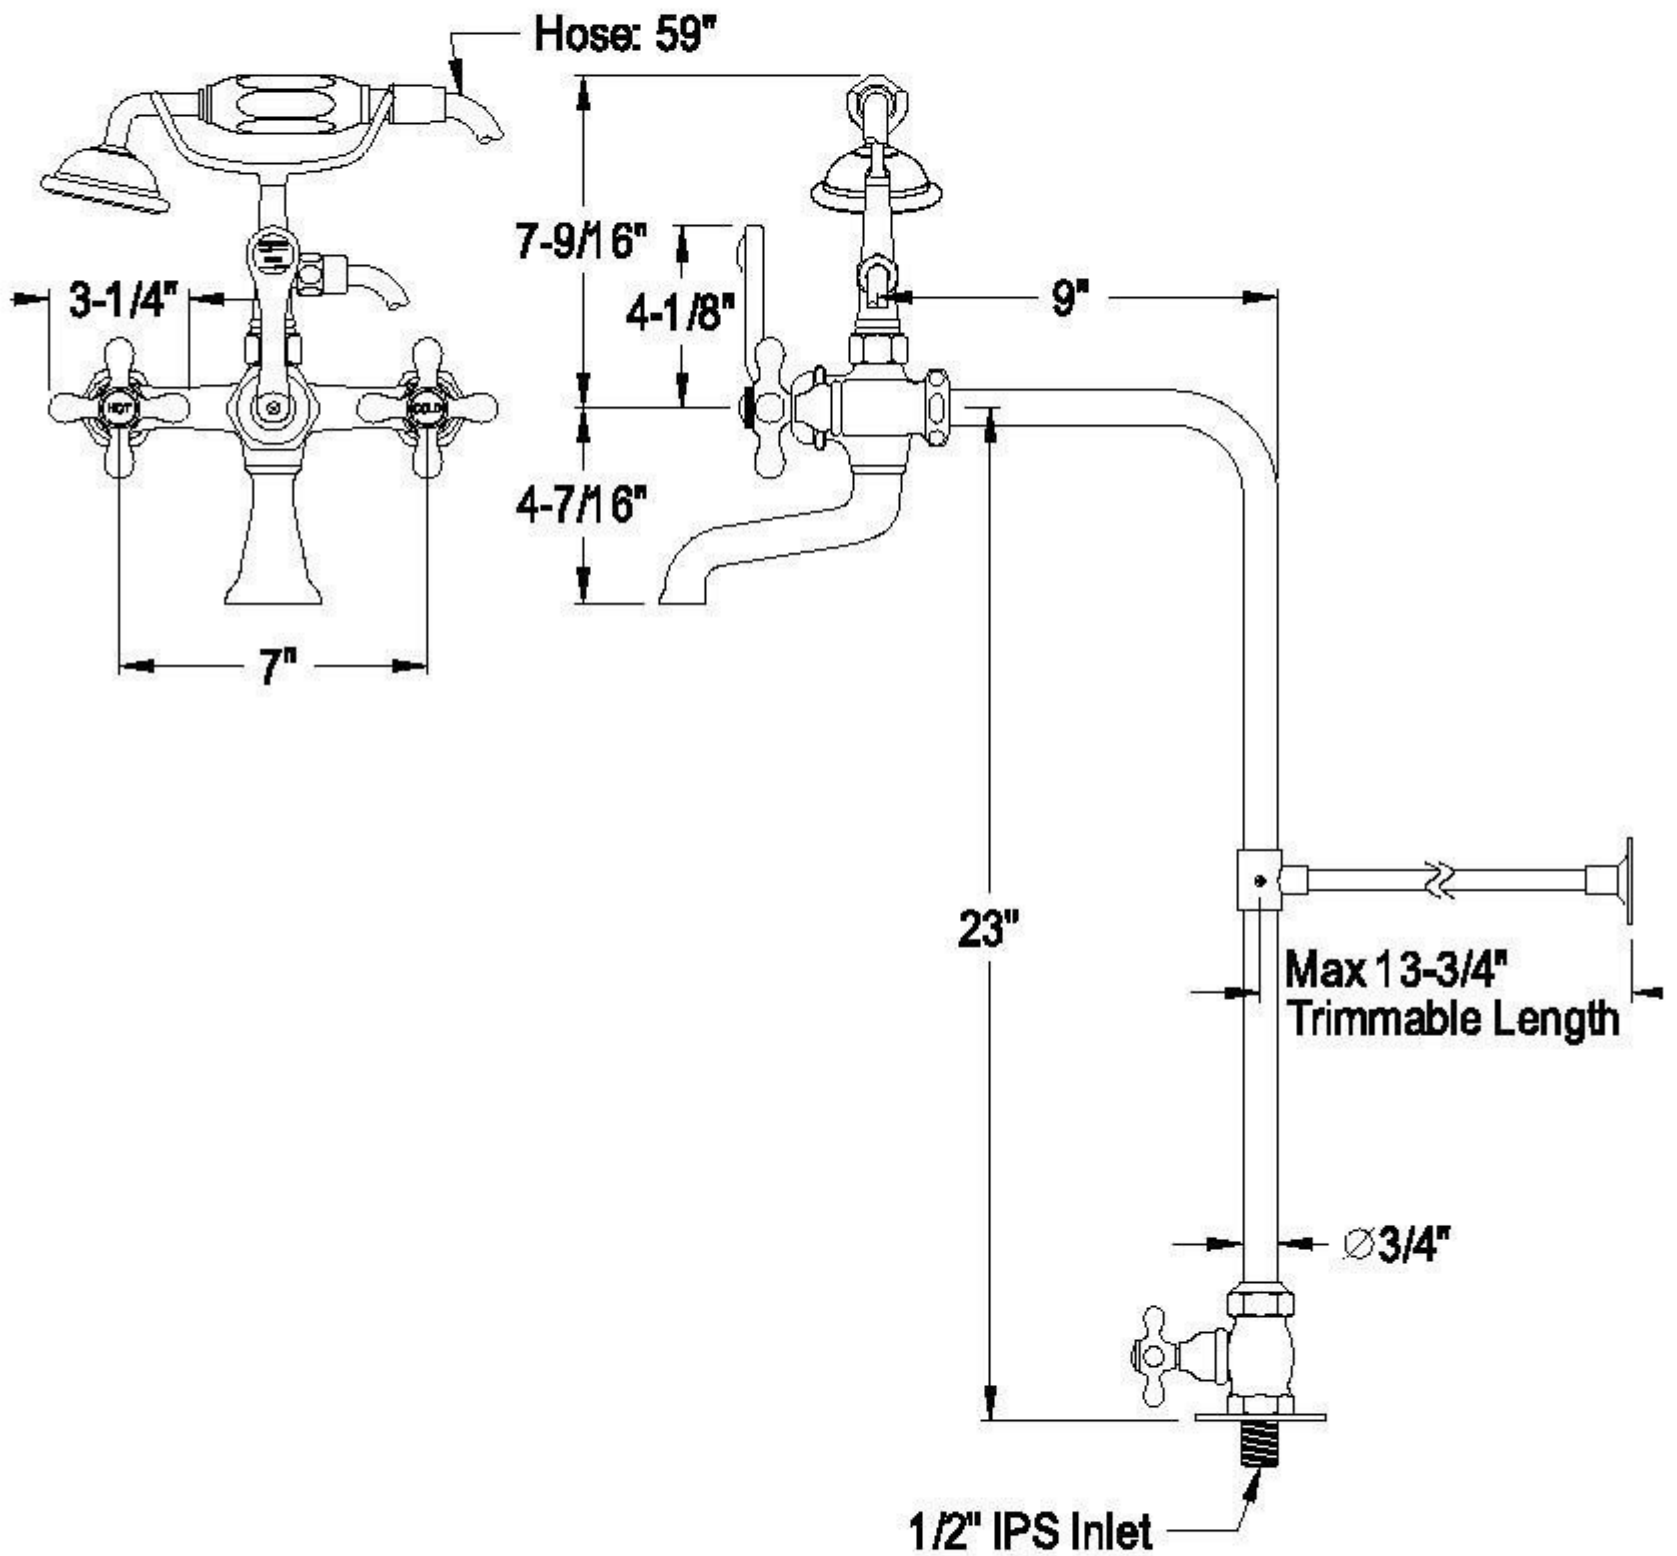 Hose: 59"
7-9/16"
3-1/4"
4-1/8"
9"
HOT
COLD
4-7/16"
7"
23"
Max 13-3/4"
Trimmable Length
Ø3/4"
1/2" IPS Inlet